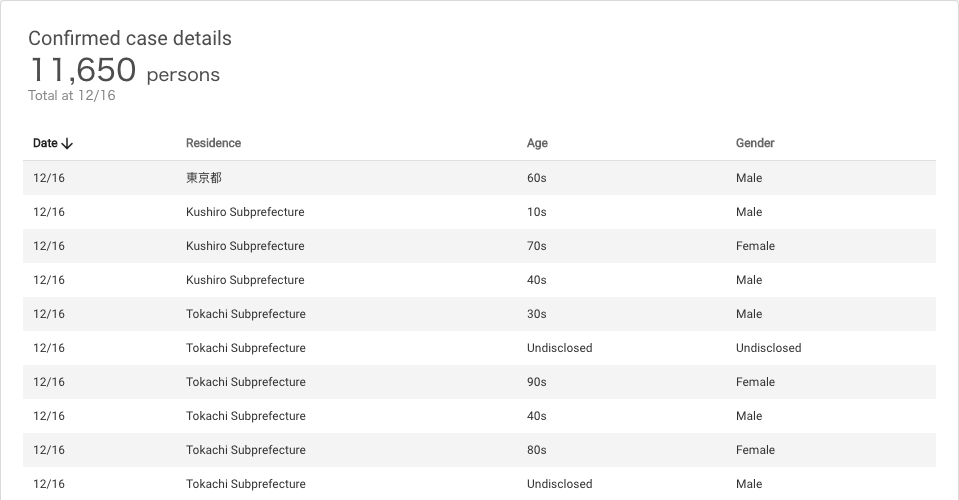 Confirmed case details
11,650 persons
Total at 12/16
Date Residence Age Gender
12/16 東京都 60s Male
12/16 Kushiro Subprefecture 10s Male
12/16 Kushiro Subprefecture 70s Female
12/16 Kushiro Subprefecture 40s Male
12/16 Tokachi Subprefecture 30s Male
12/16 Tokachi Subprefecture Undisclosed Undisclosed
12/16 Tokachi Subprefecture 90s Female
12/16 Tokachi Subprefecture 40s Male
12/16 Tokachi Subprefecture 80s Female
12/16 Tokachi Subprefecture Undisclosed Male